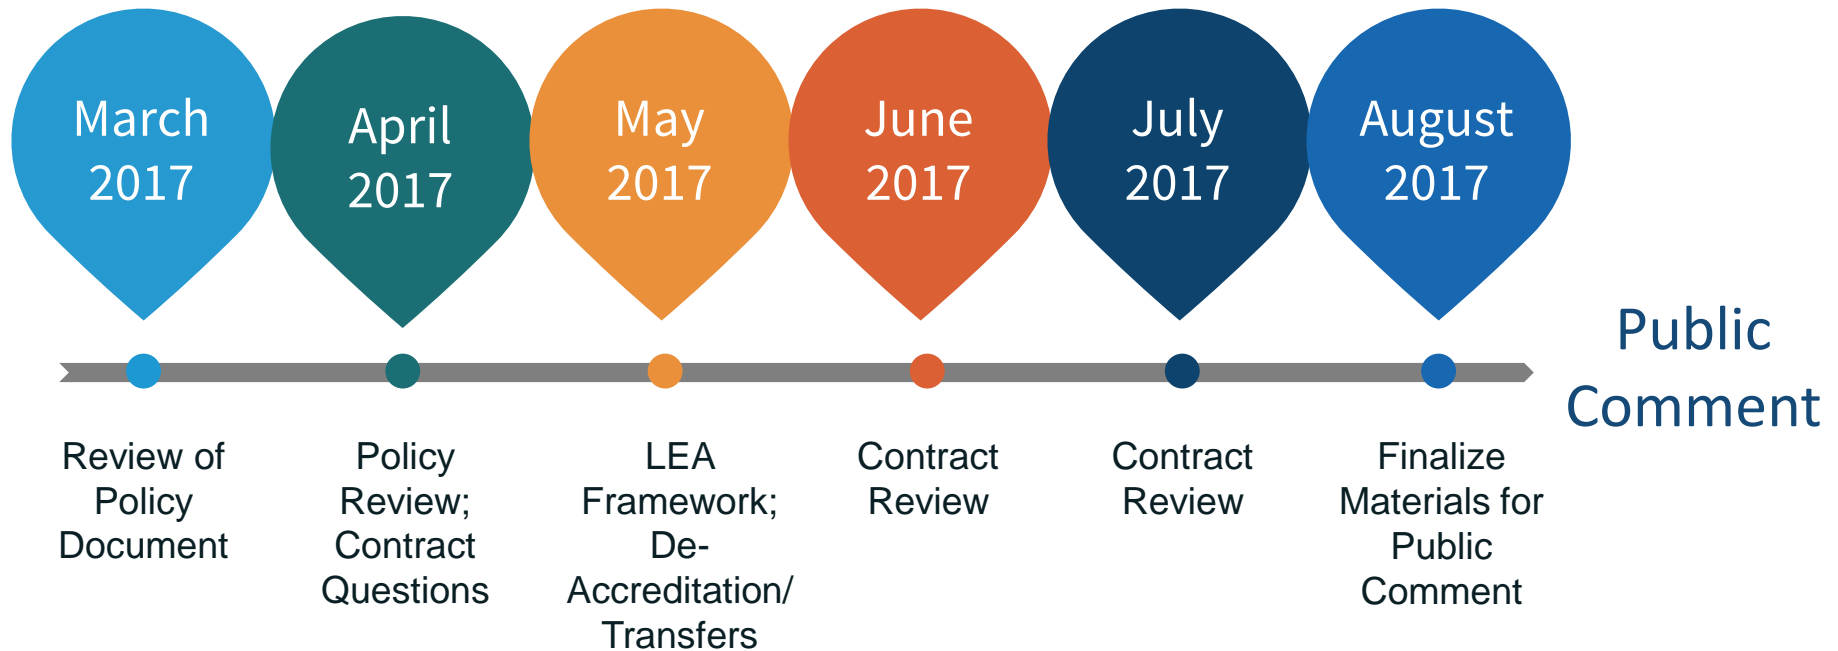 March
2017
April
2017
May
2017
June
2017
July
2017
August
2017
Public
Comment
Review of
Policy
Document
Policy
Review;
Contract
Questions
LEA
Framework;
De-
Accreditation/
Transfers
Contract
Review
Contract
Review
Finalize
Materials for
Public
Comment